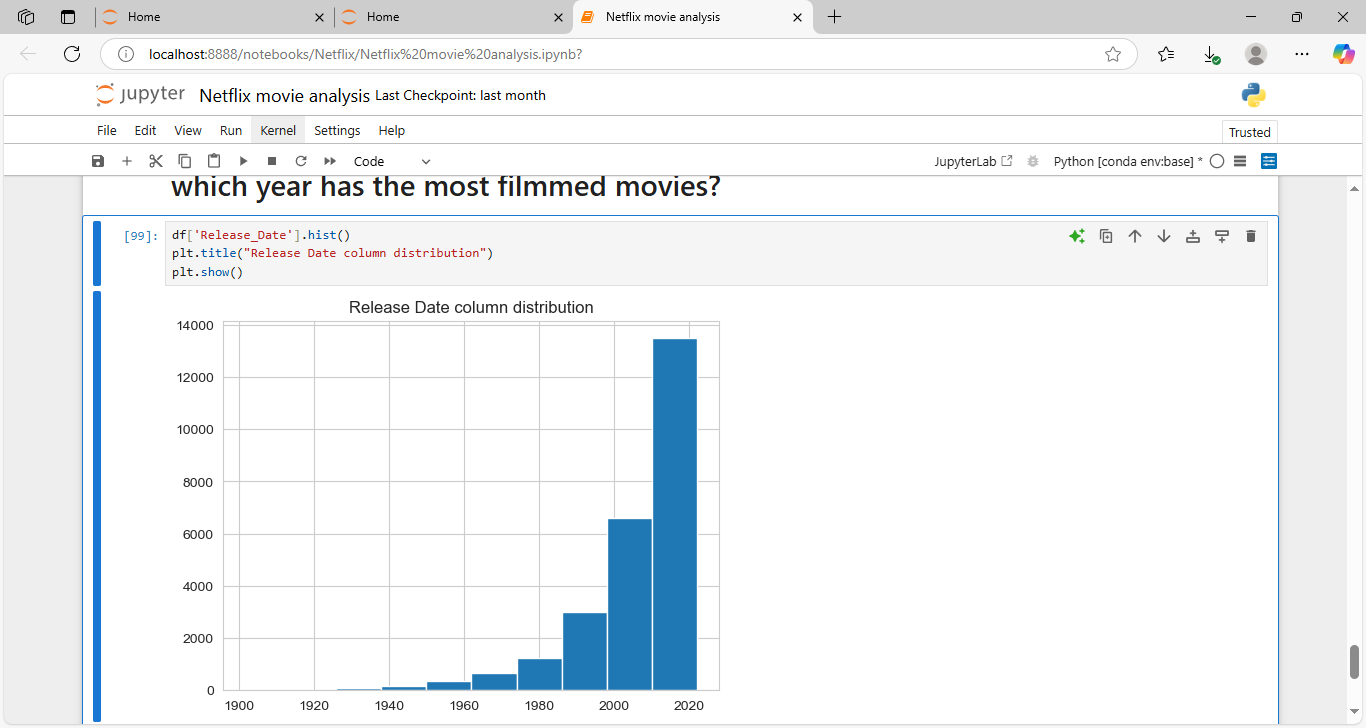 Home
Home
Netflix movie analysis
localhost:8888/notebooks/Netflix/Netflix%20movie%20analysis.ipynb?
jupyter Netflix movie analysis Last Checkpoint: last month
File Edit View Run Kernel Settings Help
Trusted
Code
JupyterLab
Python [conda env:base] *
which year has the most filmmed movies?
[99]:
df['Release_Date'].hist()
plt.title("Release Date column distribution")
plt.show()
Release Date column distribution
14000
12000
10000
8000
6000
4000
2000
0
1900 1920 1940 1960 1980 2000 2020